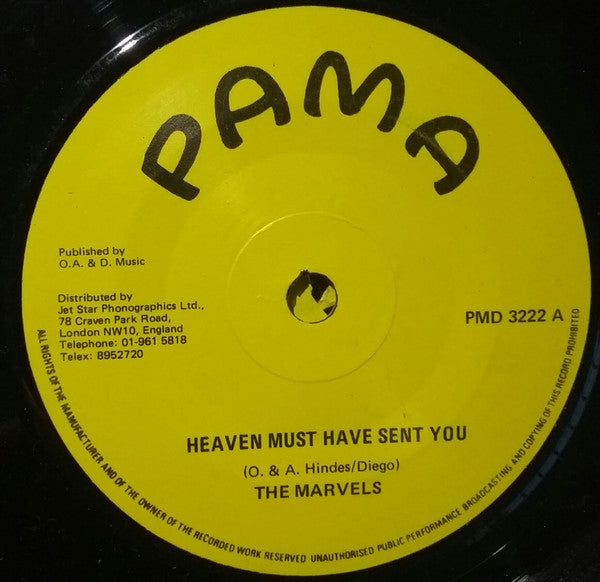 PAMA
Published by
O.A. & D. Music
Distributed by
Jet Star Phonographics Ltd.,
78 Craven Park Road,
London NW10, England
Telephone: 01-961 5818
Telex: 8952720
PMD 3222 A
HEAVEN MUST HAVE SENT YOU
(O. & A. Hindes/Diego)
THE MARVELS
ALL RIGHTS OF THE MANUFACTURER AND OF THE OWNER OF THE RECORDED WORK RESERVED UNAUTHORISED PUBLIC PERFORMANCE BROADCASTING AND COPYING OF THIS RECORD PROHIBITED